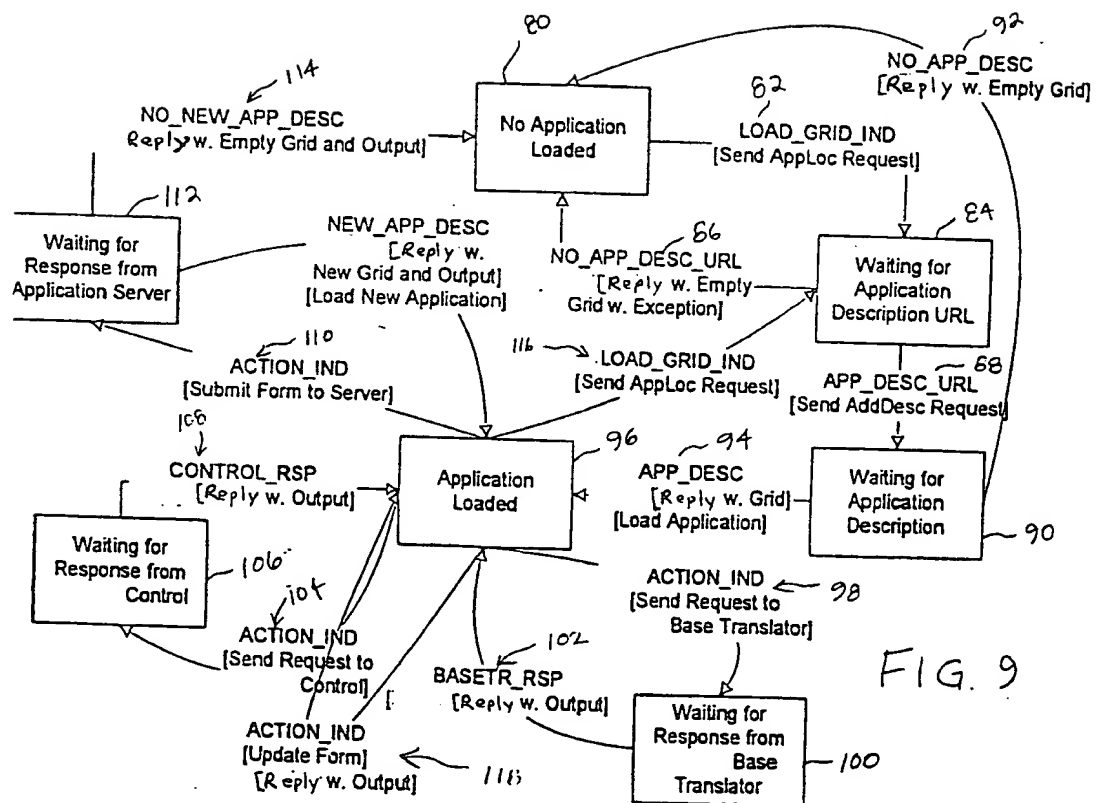 80
92
NO_APP_DESC
[Reply w. Empty Grid]
114
NO_NEW_APP_DESC
Reply w. Empty Grid and Output]
No Application
Loaded
82
LOAD_GRID_IND
[Send AppLoc Request]
112
Waiting for
Response from
Application Server
NEW_APP_DESC
[Reply w.
New Grid and Output]
[Load New Application]
86
NO_APP_DESC_URL
[Reply w. Empty
Grid w. Exception]
84
Waiting for
Application
Description URL
110
ACTION_IND
[Submit Form to Server]
116
LOAD_GRID_IND
[Send AppLoc Request]
88
APP_DESC_URL
[Send AddDesc Request]
108
CONTROL_RSP
[Reply w. Output]
96
Application
Loaded
94
APP_DESC
[Reply w. Grid]
[Load Application]
Waiting for
Application
Description
90
Waiting for
Response from
Control
106
104
ACTION_IND
[Send Request to
Control]
ACTION_IND
[Send Request to
Base Translator]
98
102
BASETR_RSP
[Reply w. Output]
[
FIG. 9
ACTION_IND
[Update Form]
[Reply w. Output]
118
Waiting for
Response from
Base
Translator
100